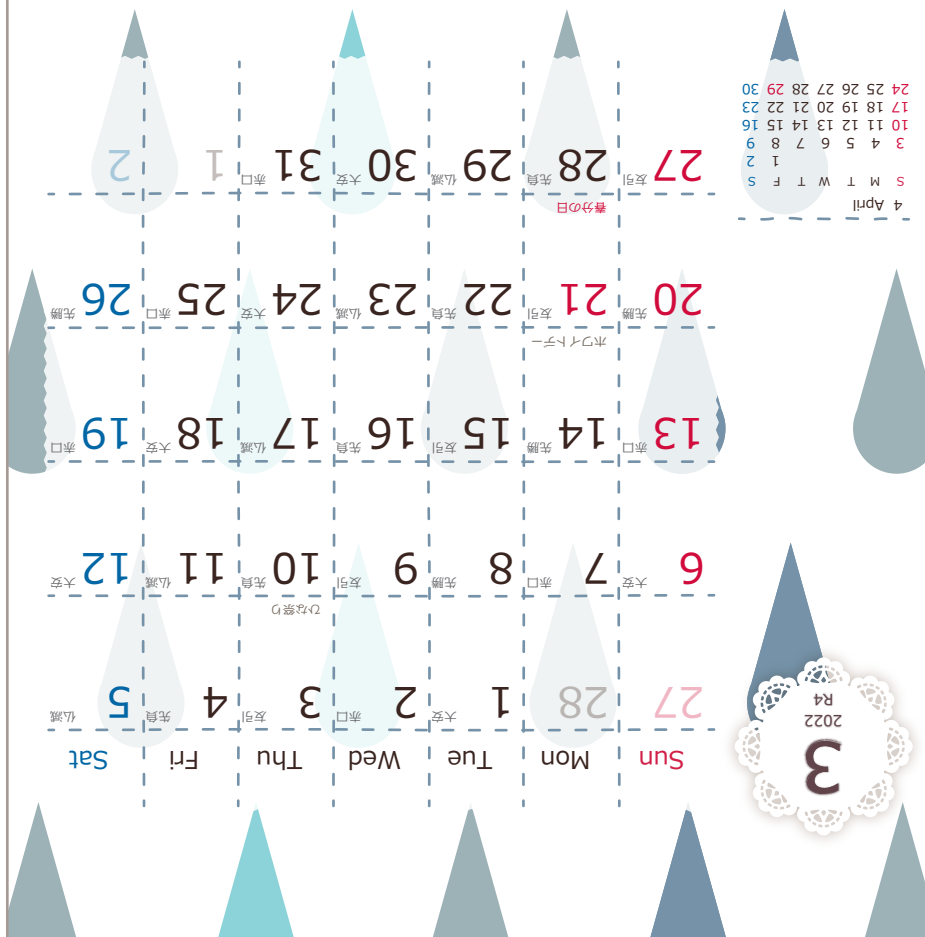 3
2022
R4
Sun Mon Tue Wed Thu Fri Sat
27 28 1 大安 2 赤口 3 友引 4 先負 5 仏滅
ひな祭り
6 大安 7 赤口 8 先勝 9 友引 10 先負 11 仏滅 12 大安
13 赤口 14 先勝 15 友引 16 先負 17 仏滅 18 大安 19 赤口
ホワイトデー
20 先勝 21 友引 22 先負 23 仏滅 24 大安 25 赤口 26 先勝
春分の日
27 友引 28 先負 29 仏滅 30 大安 31 赤口 1 2
4 April
S M T W T F S
1 2
3 4 5 6 7 8 9
10 11 12 13 14 15 16
17 18 19 20 21 22 23
24 25 26 27 28 29 30